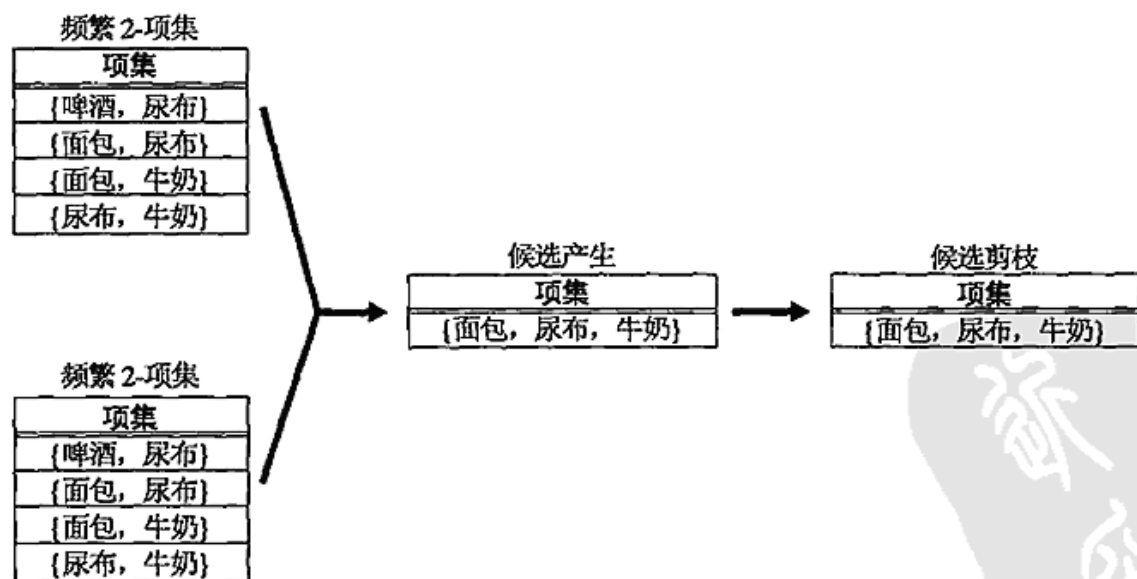 频繁2-项集
项集
{啤酒，尿布}
{面包，尿布}
{面包，牛奶}
{尿布，牛奶}
候选产生
项集
{面包，尿布，牛奶}
候选剪枝
项集
{面包，尿布，牛奶}
频繁2-项集
项集
{啤酒，尿布}
{面包，尿布}
{面包，牛奶}
{尿布，牛奶}